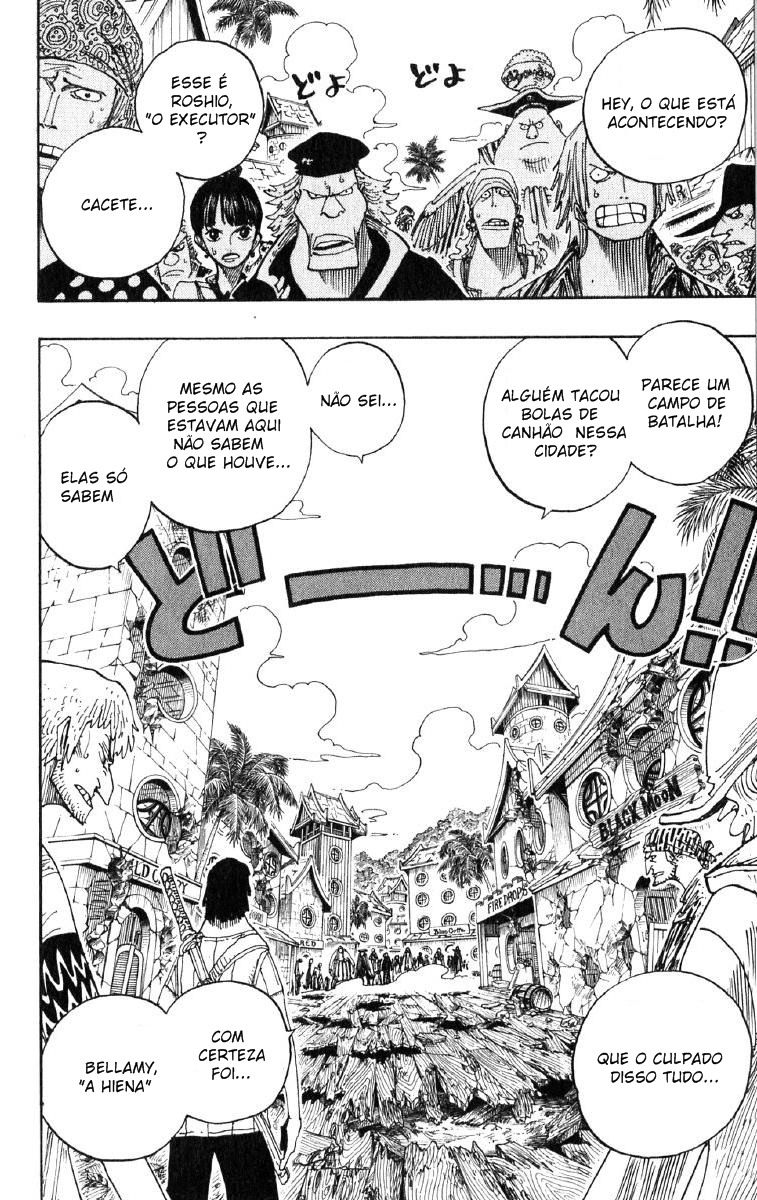 HEY, O QUE ESTÁ
ACONTECENDO?
どよ
どよ
ESSE É
ROSHIO,
"O EXECUTOR"
?
CACETE...
PARECE UM
CAMPO DE
BATALHA!
ALGUÉM TACOU
BOLAS DE
CANHÃO NESSA
CIDADE?
NÃO SEI...
MESMO AS
PESSOAS QUE
ESTAVAM AQUI
NÃO SABEM
O QUE HOUVE...
ELAS SÓ
SABEM
ど——...ん!!
BLACK MOON
FIRE DROPS
QUE O CULPADO
DISSO TUDO...
COM
CERTEZA
FOI...
BELLAMY,
"A HIENA"